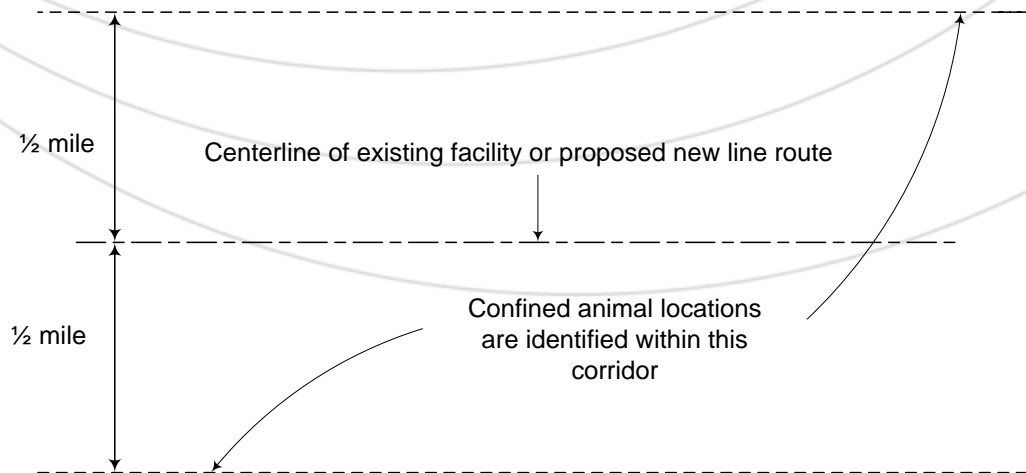 ½ mile
Centerline of existing facility or proposed new line route
½ mile
Confined animal locations
are identified within this
corridor